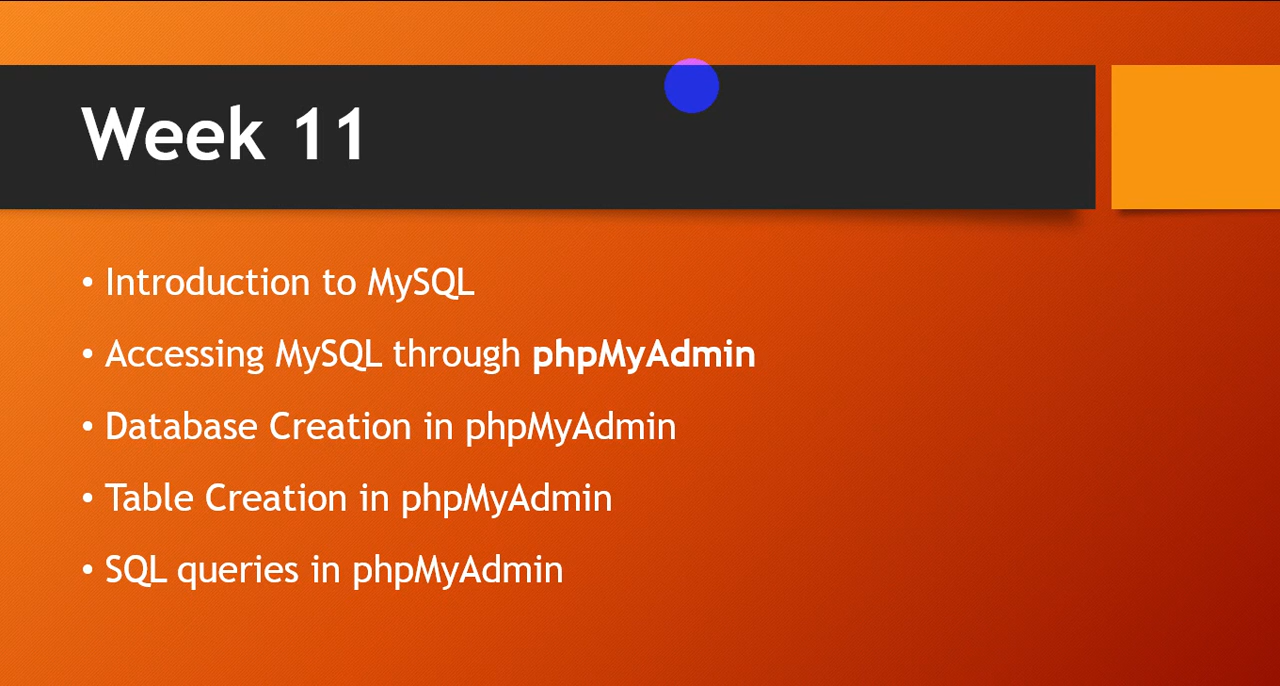 Week 11
• Introduction to MySQL
• Accessing MySQL through phpMyAdmin
• Database Creation in phpMyAdmin
• Table Creation in phpMyAdmin
• SQL queries in phpMyAdmin